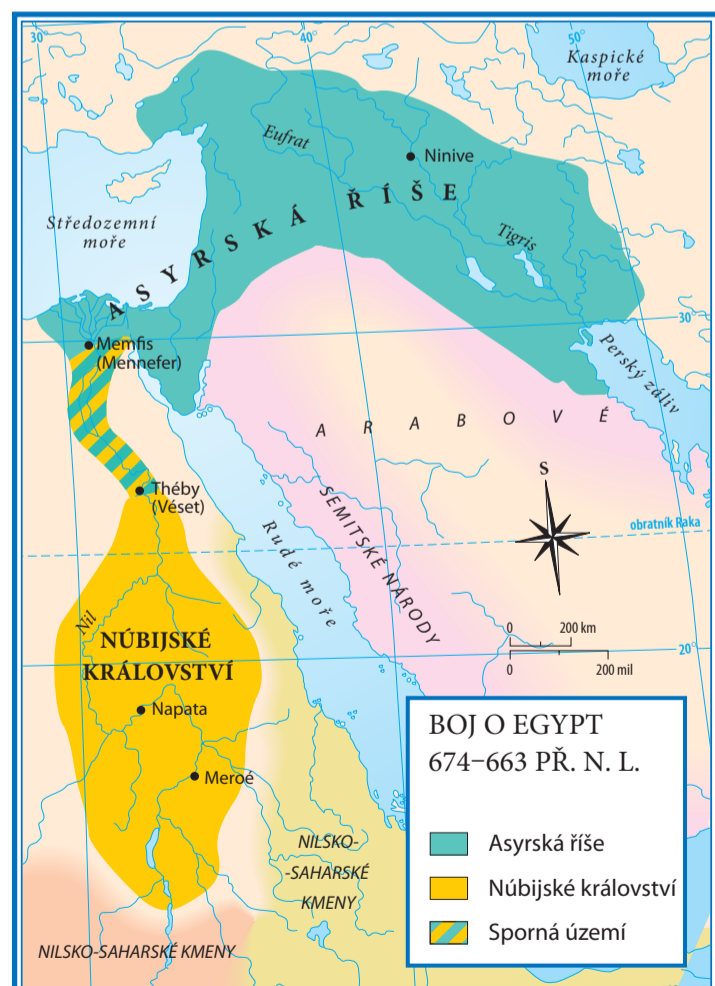 30°
40°
50°
Kaspické
moře
Eufrat
Ninive
Středozemní
moře
ASYRSKÁ ŘÍŠE
Tigris
30°
Memfis
(Mennefer)
Perský záliv
ARABOVÉ
Théby
(Véset)
S
SEMITSKÉ NÁRODY
Rudé moře
obratník Raka
Nil
NÚBIJSKÉ
KRÁLOVSTVÍ
0 200 km
0 200 mil
20°
Napata
Meroé
BOJ O EGYPT
674–663 PŘ. N. L.
Asyrská říše
Núbijské království
Sporná území
NILSKO-
-SAHARSKÉ
KMENY
NILSKO-SAHARSKÉ KMENY